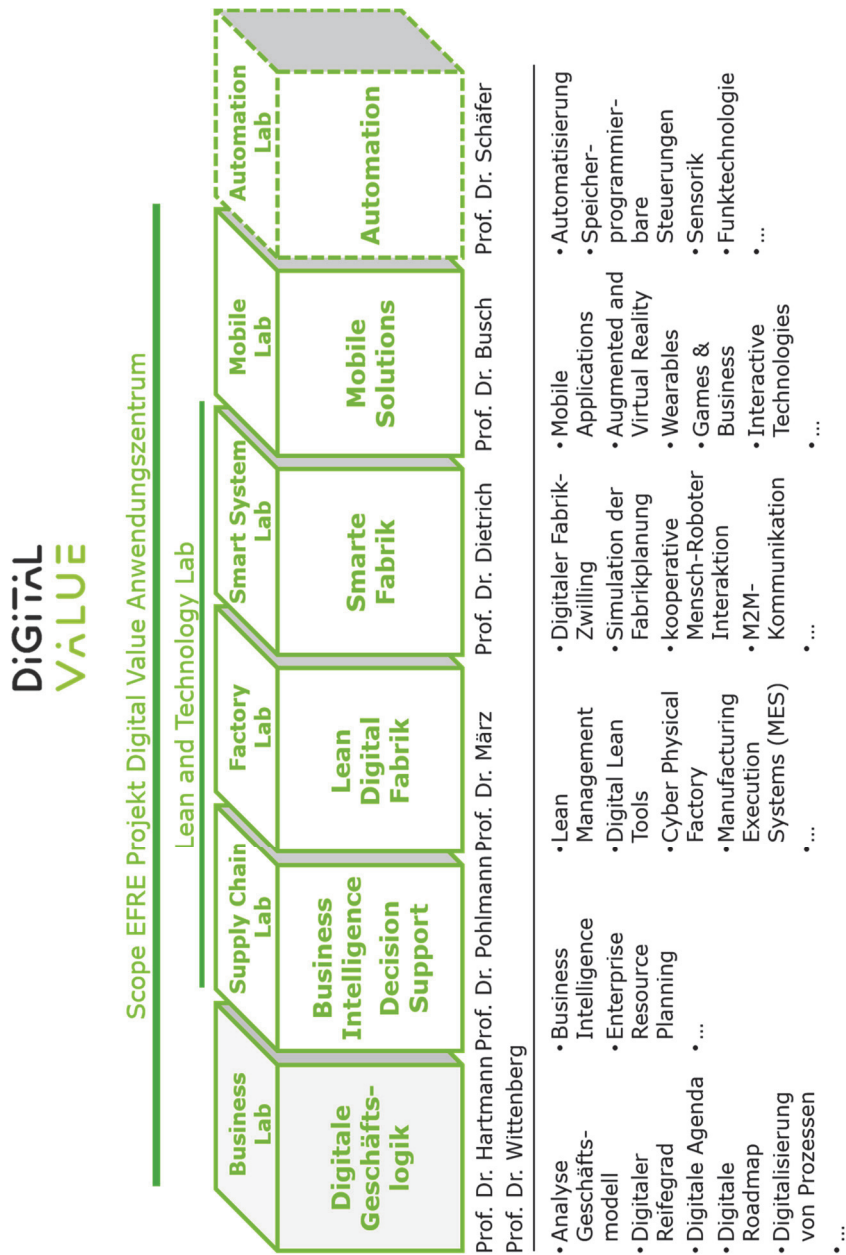 DiGiTAL
VALUE
Scope EFRE Projekt Digital Value Anwendungszentrum
Lean and Technology Lab
Business
Lab
Supply Chain
Lab
Factory
Lab
Smart System
Lab
Mobile
Lab
Automation
Lab
Digitale
Geschäfts-
logik
Business
Intelligence
Decision
Support
Lean
Digital
Fabrik
Smarte
Fabrik
Mobile
Solutions
Automation
Prof. Dr. Hartmann
Prof. Dr. Wittenberg
Prof. Dr. Pohlmann
Prof. Dr. März
Prof. Dr. Dietrich
Prof. Dr. Busch
Prof. Dr. Schäfer
• Analyse
Geschäfts-
modell
• Digitaler
Reifegrad
• Digitale Agenda
• Digitale
Roadmap
• Digitalisierung
von Prozessen
• ...
• Business
Intelligence
• Enterprise
Resource
Planning
• ...
• Lean
Management
• Digital Lean
Tools
• Cyber Physical
Factory
• Manufacturing
Execution
Systems (MES)
• ...
• Digitaler Fabrik-
Zwilling
• Simulation der
Fabrikplanung
• kooperative
Mensch-Roboter
Interaktion
• M2M-
Kommunikation
• ...
• Mobile
Applications
• Augmented and
Virtual Reality
• Wearables
• Games &
Business
• Interactive
Technologies
• ...
• Automatisierung
• Speicher-
programmier-
bare
Steuerungen
• Sensorik
• Funktechnologie
• ...